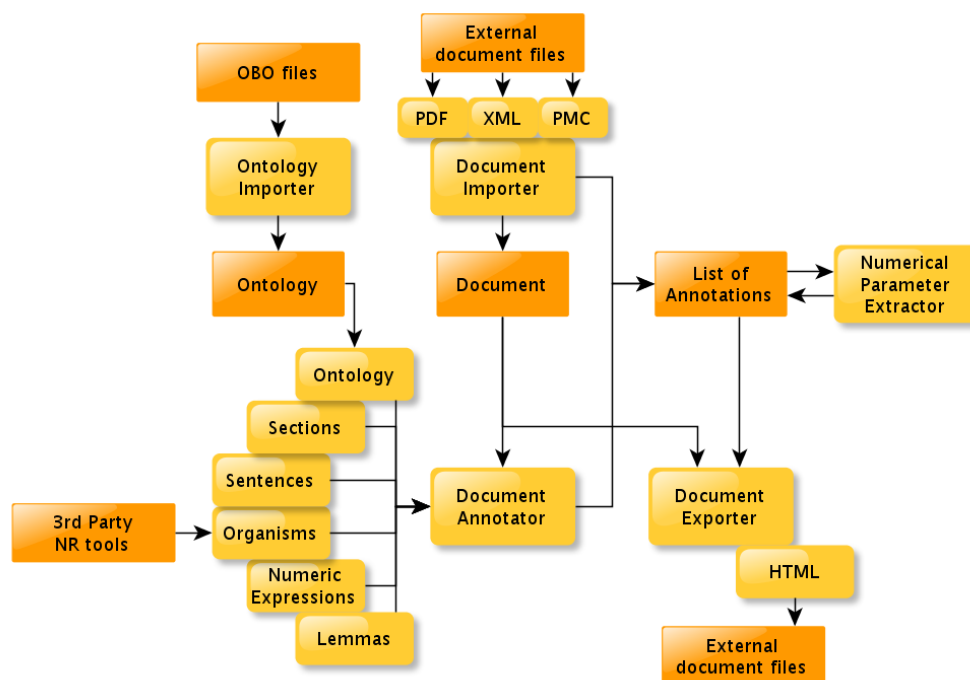 External
document files
OBO files
PDF
XML
PMC
Ontology
Importer
Document
Importer
Ontology
Document
List of
Annotations
Numerical
Parameter
Extractor
Ontology
Sections
Sentences
Organisms
Numeric
Expressions
Lemmas
3rd Party
NR tools
Document
Annotator
Document
Exporter
HTML
External
document files